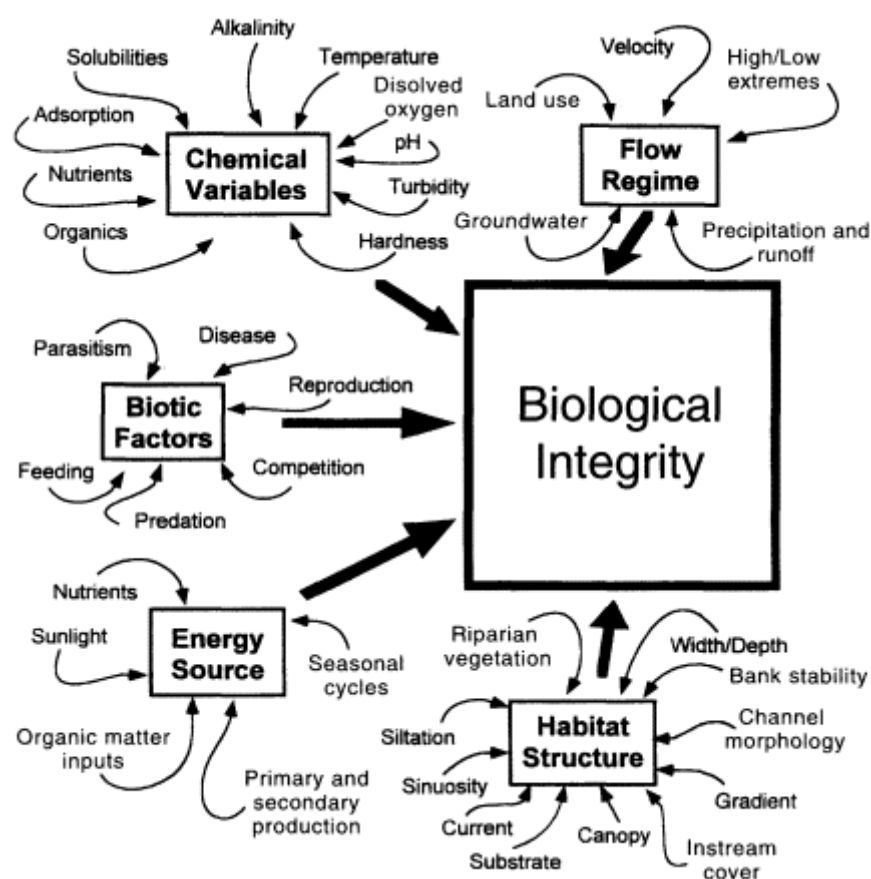 Alkalinity
Solubilities
Temperature
Disolved
oxygen
Adsorption
pH
Chemical
Variables
Nutrients
Turbidity
Organics
Hardness
Velocity
High/Low
extremes
Land use
Flow
Regime
Groundwater
Precipitation and
runoff
Parasitism
Disease
Reproduction
Biotic
Factors
Feeding
Competition
Predation
Biological
Integrity
Nutrients
Sunlight
Energy
Source
Seasonal
cycles
Organic matter
inputs
Primary and
secondary
production
Riparian
vegetation
Width/Depth
Bank stability
Siltation
Habitat
Structure
Channel
morphology
Sinuosity
Gradient
Current
Substrate
Canopy
Instream
cover